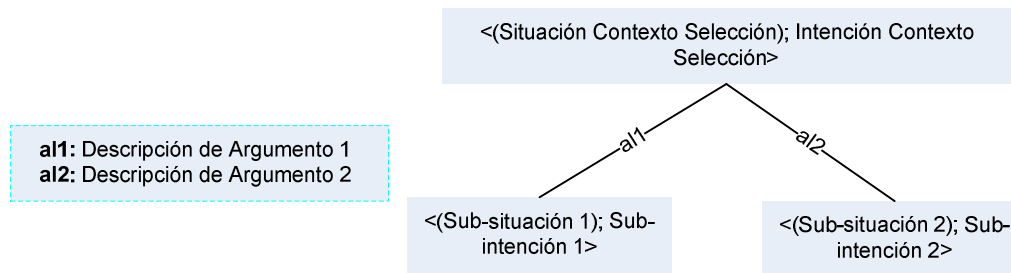 <(Situación Contexto Selección); Intención Contexto
Selección>
al1
al2
al1: Descripción de Argumento 1
al2: Descripción de Argumento 2
<(Sub-situación 1); Sub-
intención 1>
<(Sub-situación 2); Sub-
intención 2>